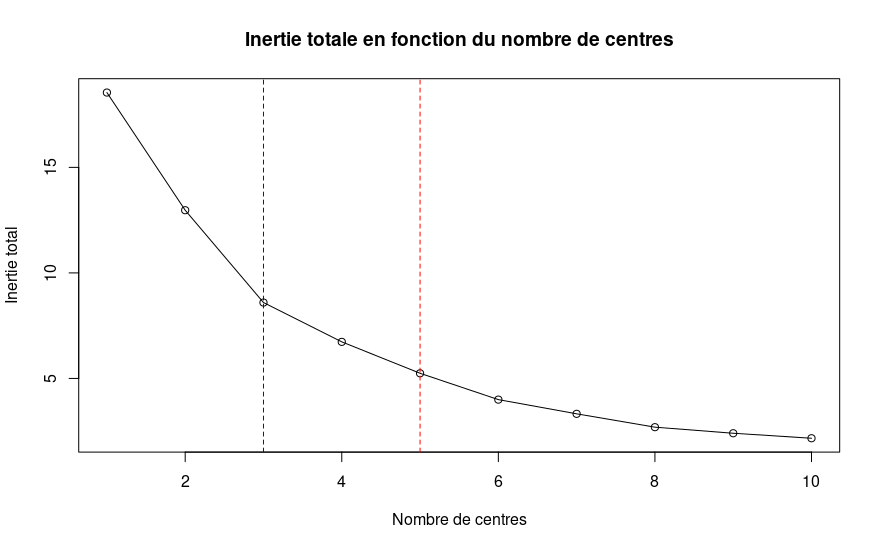 Inertie totale en fonction du nombre de centres
Inertie total
15
10
5
2 4 6 8 10
Nombre de centres